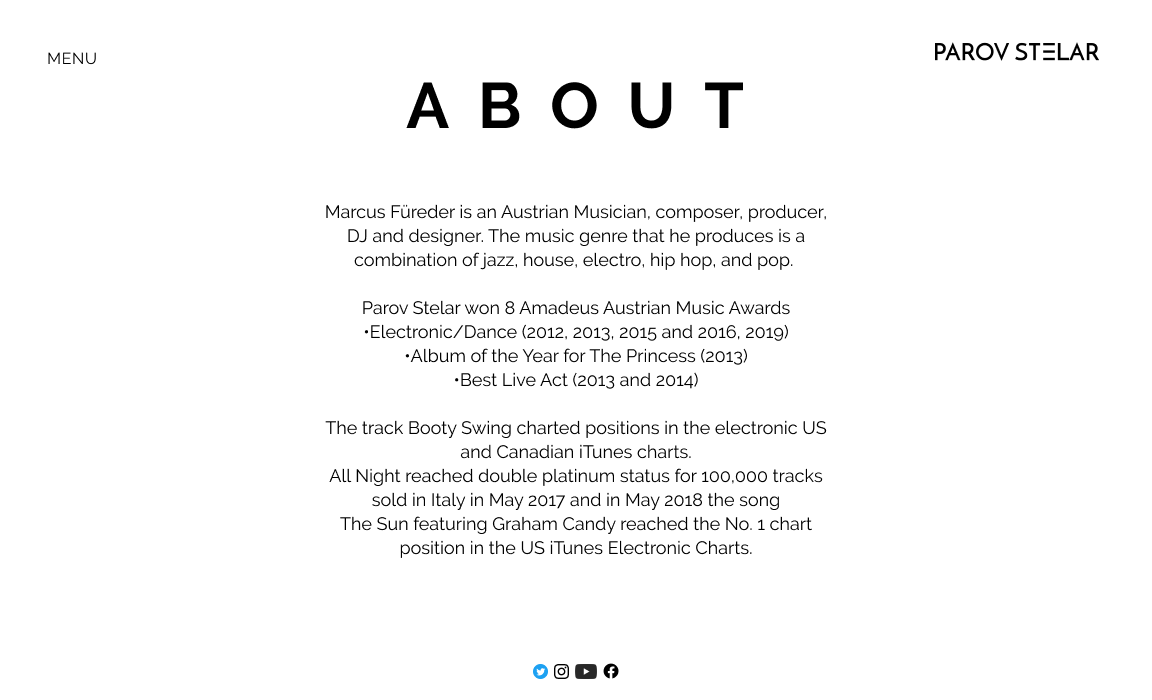 MENU
PAROV STELAR
ABOUT
Marcus Füreder is an Austrian Musician, composer, producer,
DJ and designer. The music genre that he produces is a
combination of jazz, house, electro, hip hop, and pop.
Parov Stelar won 8 Amadeus Austrian Music Awards
•Electronic/Dance (2012, 2013, 2015 and 2016, 2019)
•Album of the Year for The Princess (2013)
•Best Live Act (2013 and 2014)
The track Booty Swing charted positions in the electronic US
and Canadian iTunes charts.
All Night reached double platinum status for 100,000 tracks
sold in Italy in May 2017 and in May 2018 the song
The Sun featuring Graham Candy reached the No. 1 chart
position in the US iTunes Electronic Charts.